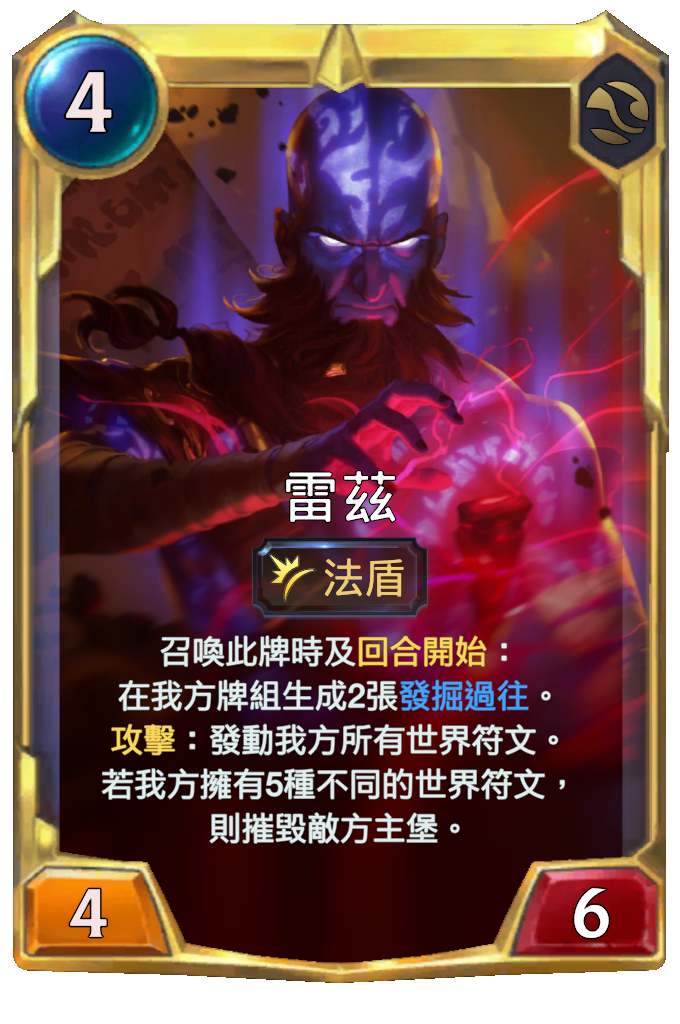 4
雷茲
法盾
召喚此牌時及回合開始：
在我方牌組生成2張發掘過往。
攻擊：發動我方所有世界符文。
若我方擁有5種不同的世界符文，
則摧毀敵方主堡。
4
6